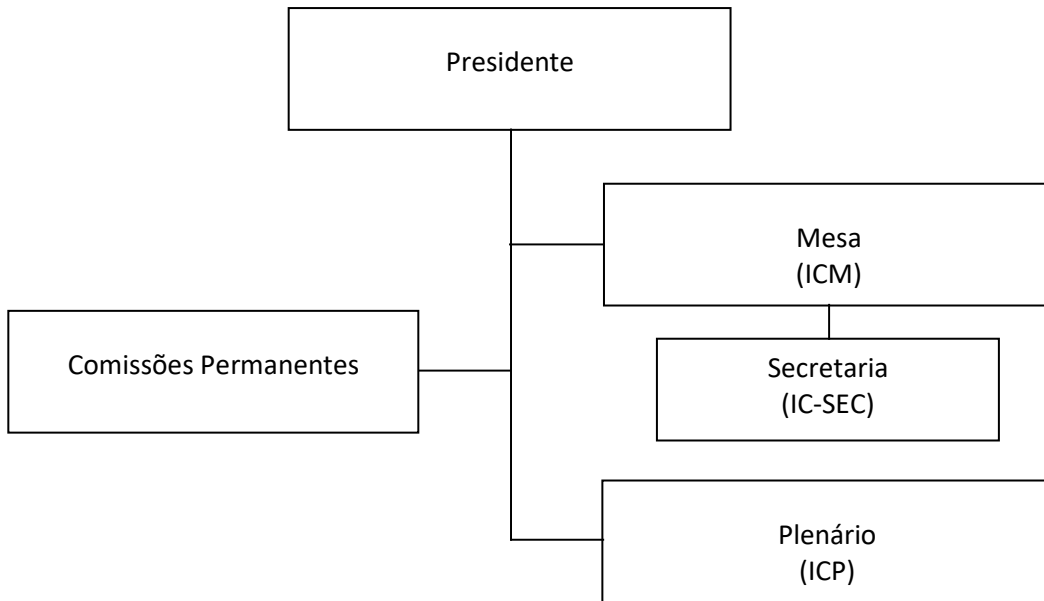 Presidente
Mesa
(ICM)
Comissões Permanentes
Secretaria
(IC-SEC)
Plenário
(ICP)